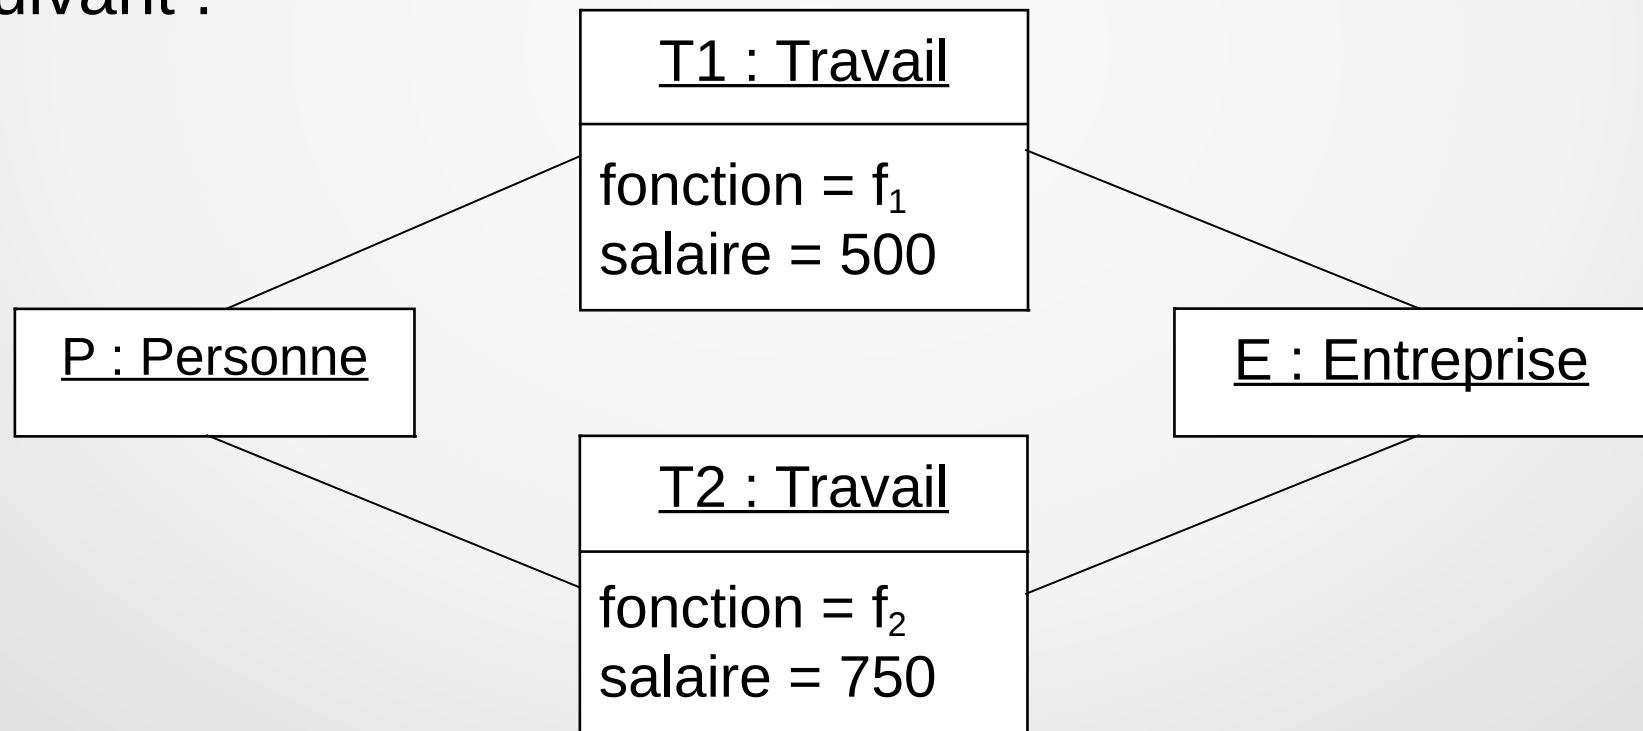 T1 : Travail
fonction = f₁
salaire = 500
P : Personne
E : Entreprise
T2 : Travail
fonction = f₂
salaire = 750